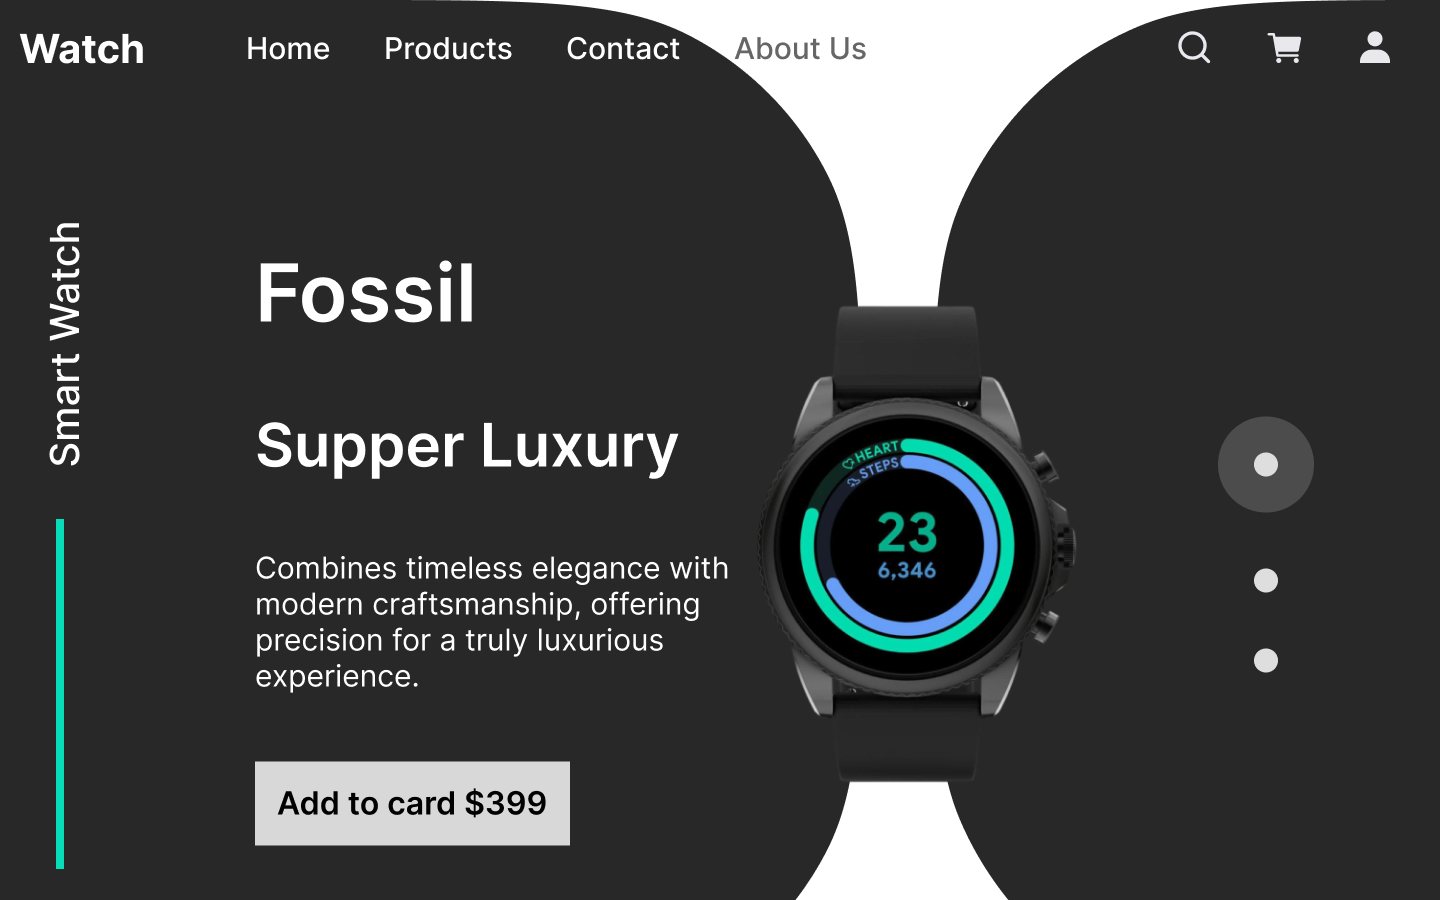 Watch
Home
Products
Contact
About Us
Smart Watch
Fossil
Supper Luxury
Combines timeless elegance with
modern craftsmanship, offering
precision for a truly luxurious
experience.
Add to card $399
HEART
STEPS
23
6,346